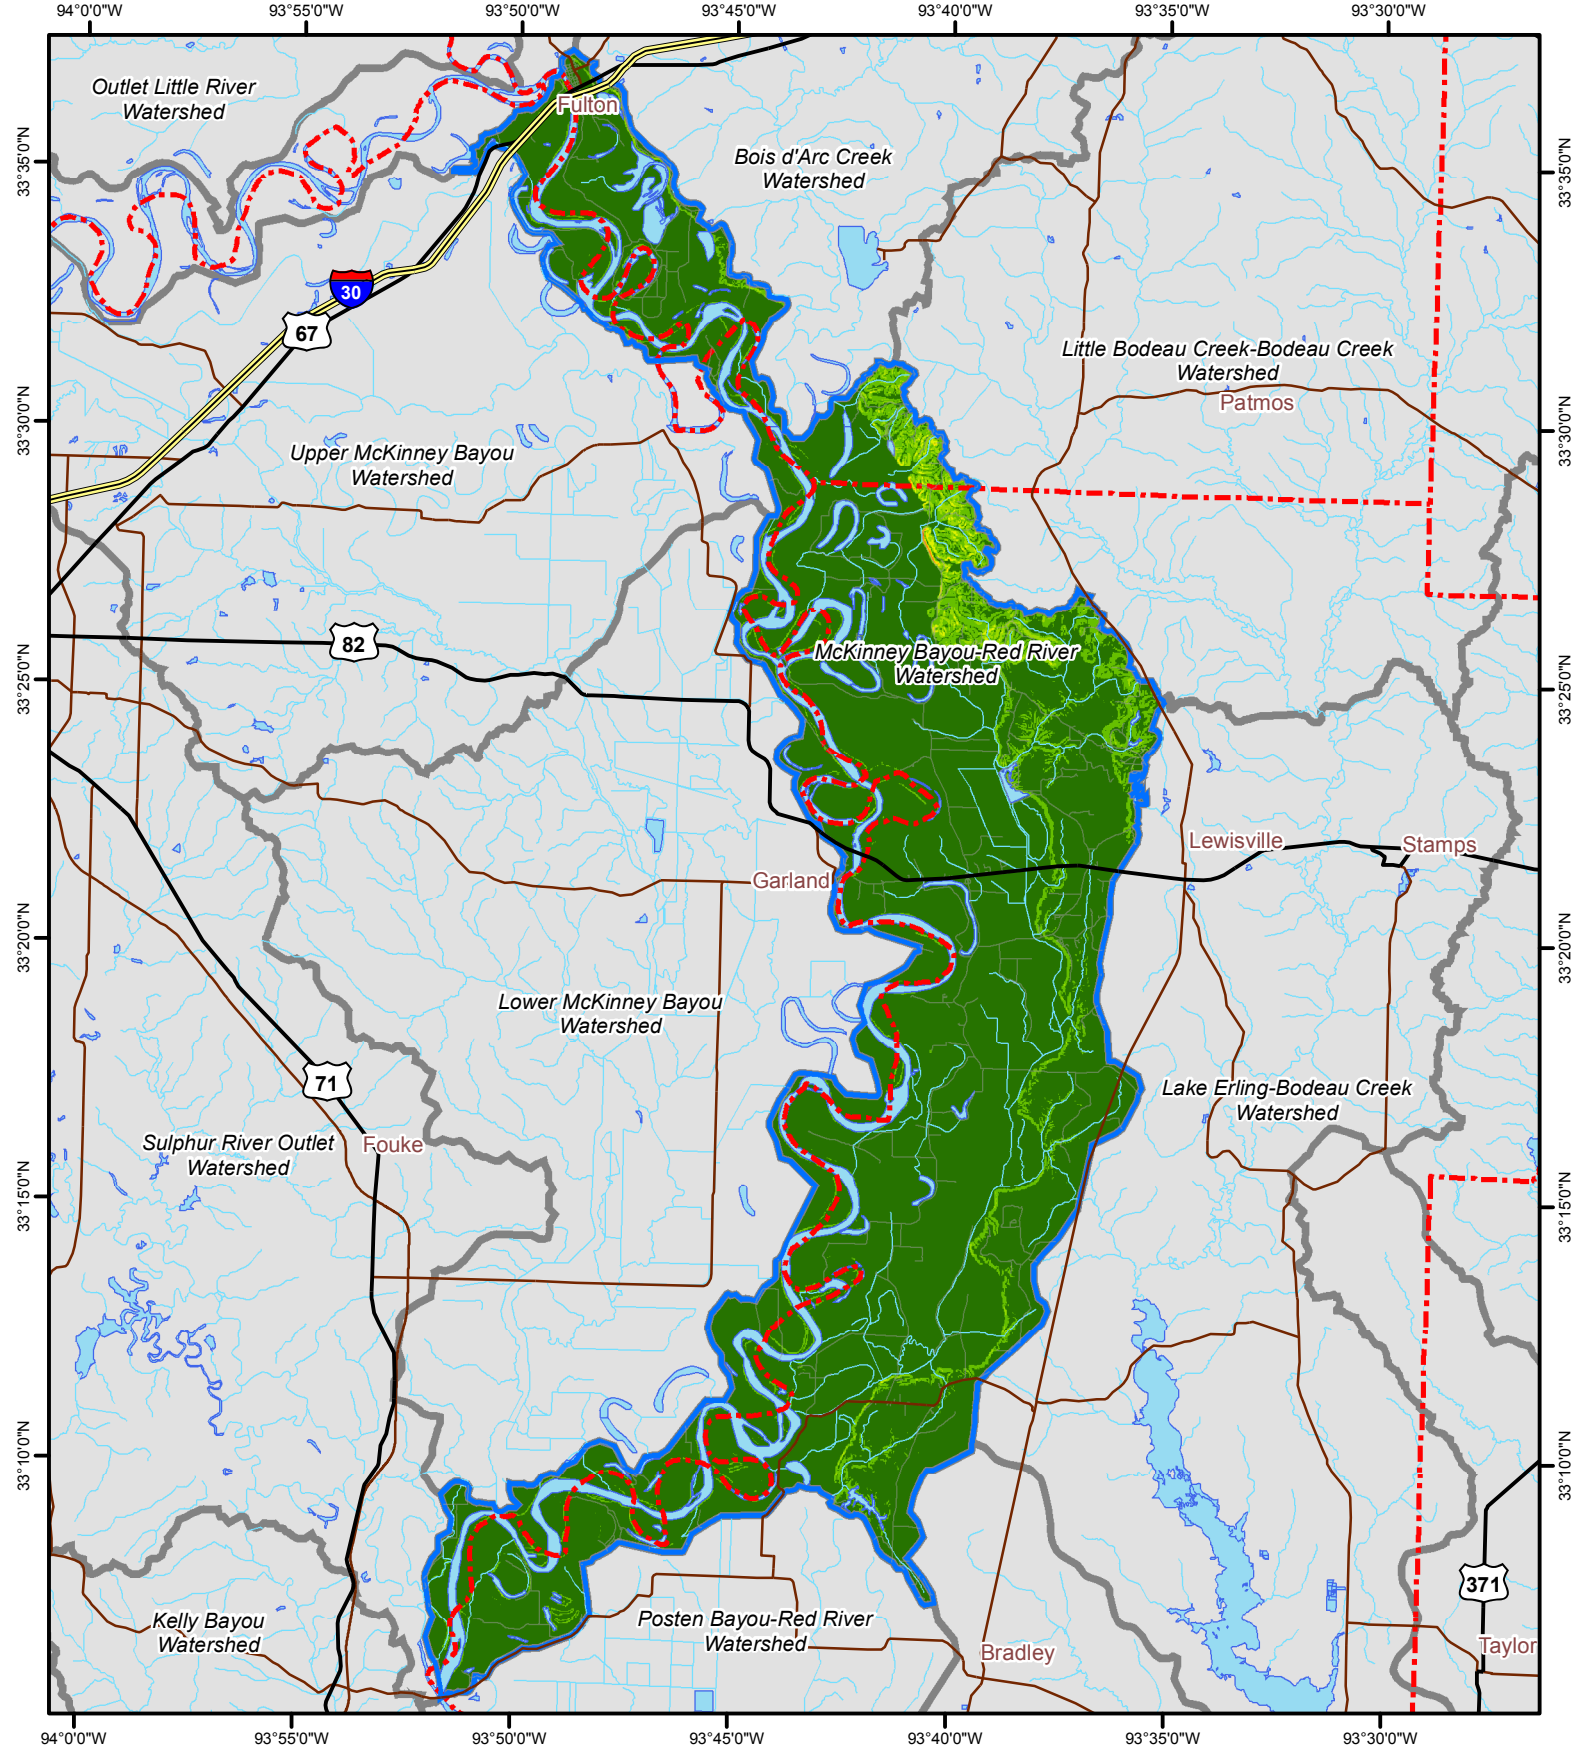 94°0'0"W
93°55'0"W
93°50'0"W
93°45'0"W
93°40'0"W
93°35'0"W
93°30'0"W
Outlet Little River
Watershed
Fulton
Bois d'Arc Creek
Watershed
33°35'0"N
33°35'0"N
30
67
Little Bodeau Creek-Bodeau Creek
Watershed
Patmos
33°30'0"N
33°30'0"N
Upper McKinney Bayou
Watershed
82
McKinney Bayou-Red River
Watershed
33°25'0"N
33°25'0"N
Lewisville
Stamps
Garland
33°20'0"N
33°20'0"N
Lower McKinney Bayou
Watershed
71
Lake Erling-Bodeau Creek
Watershed
Sulphur River Outlet
Watershed
Fouke
33°15'0"N
33°15'0"N
33°10'0"N
33°10'0"N
371
Kelly Bayou
Watershed
Posten Bayou-Red River
Watershed
Bradley
Taylor
94°0'0"W
93°55'0"W
93°50'0"W
93°45'0"W
93°40'0"W
93°35'0"W
93°30'0"W